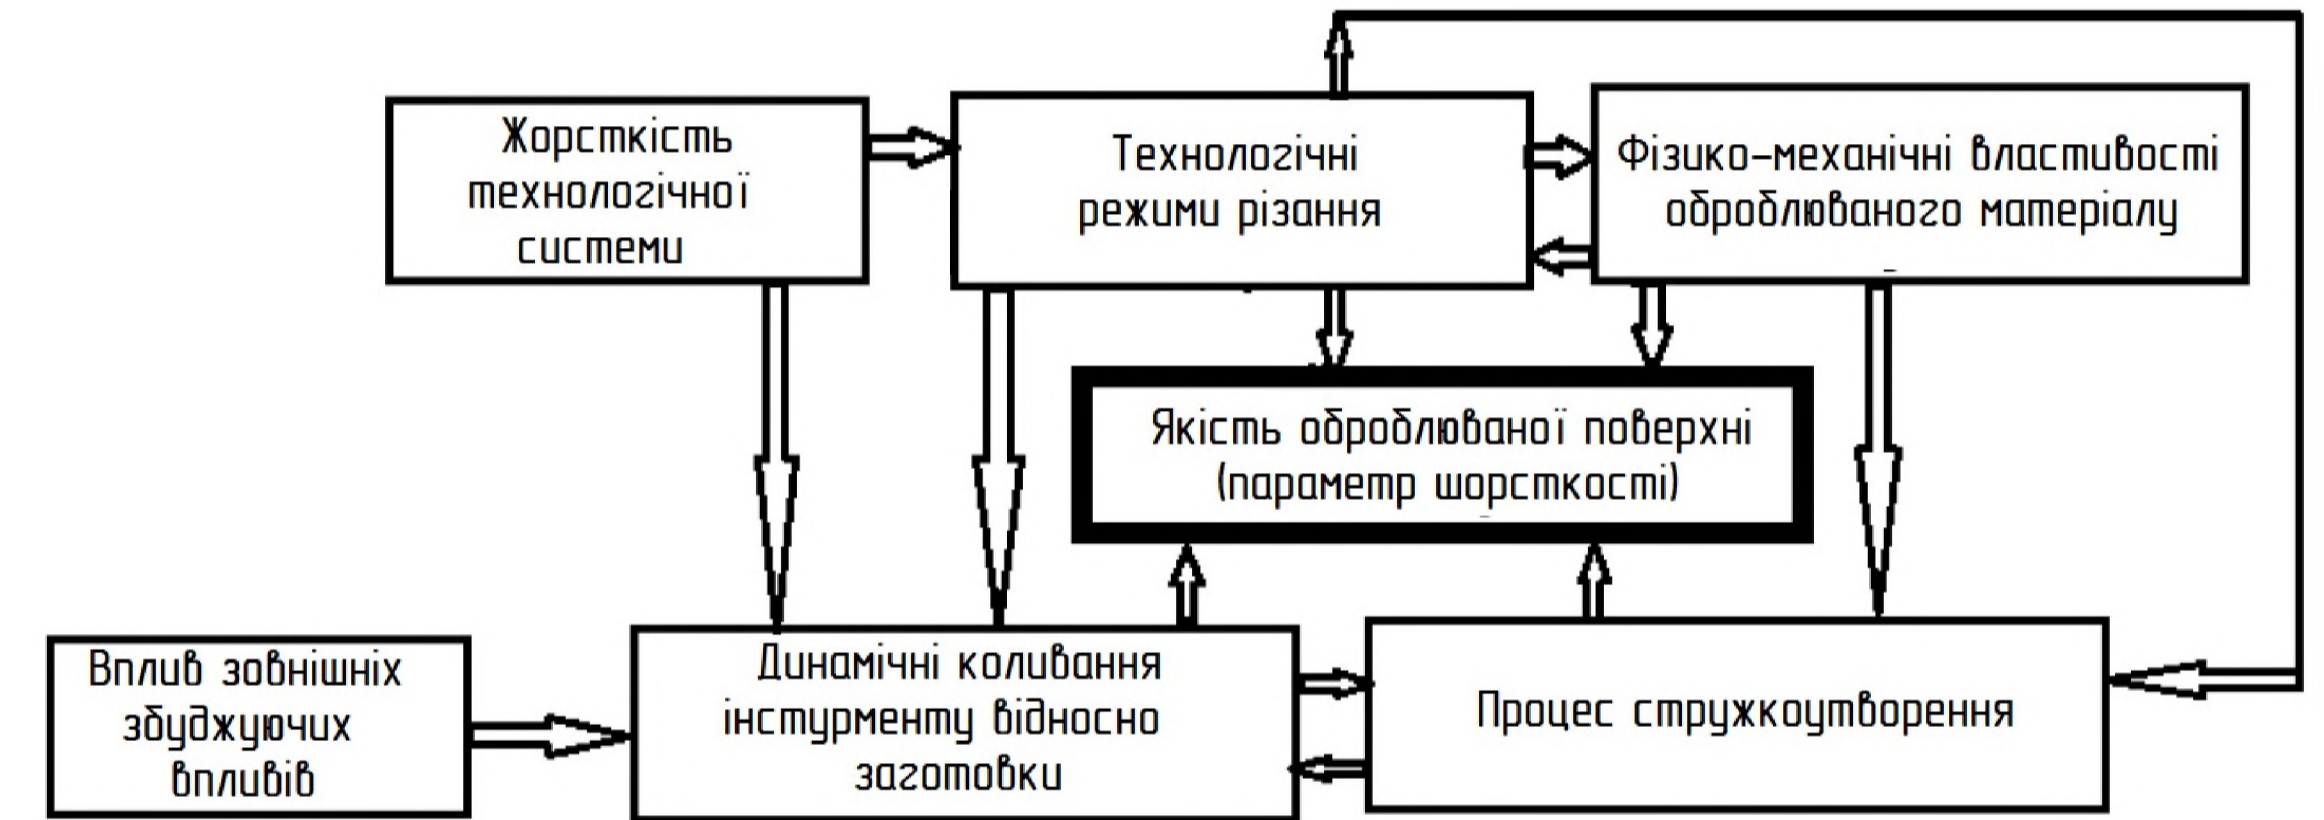 Жорсткість
технологічної
системи
Технологічні
режими різання
Фізико-механічні властивості
оброблюваного матеріалу
Якість оброблюваної поверхні
(параметр шорсткості)
Вплив зовнішніх
збуджуючих
впливів
Динамічні коливання
інстурменту відносно
заготовки
Процес стружкоутворення